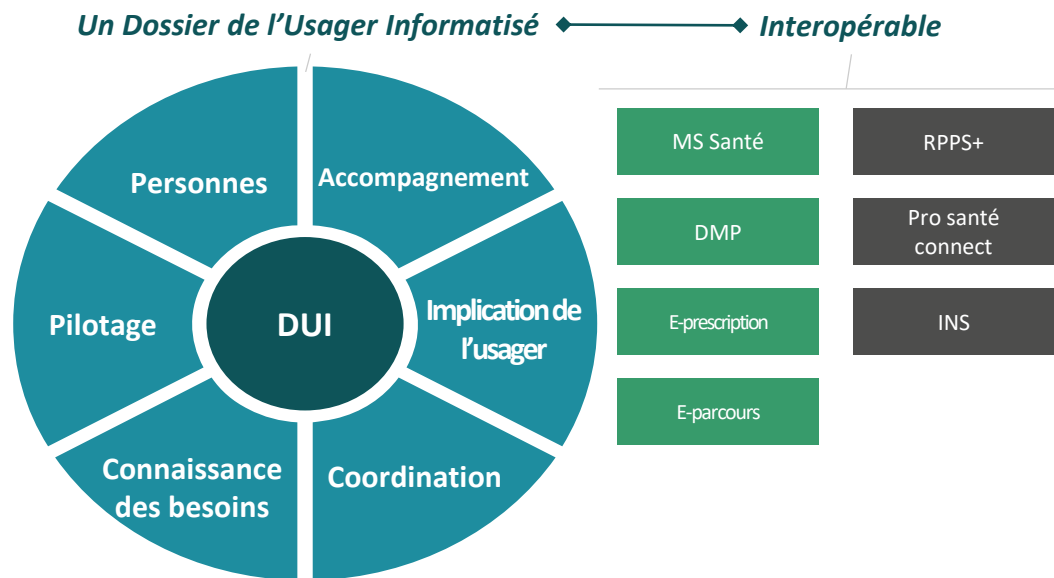 Un Dossier de l’Usager Informatisé
Interopérable
Personnes
Accompagnement
Pilotage
DUI
Implication de
l’usager
Connaissance
des besoins
Coordination
MS Santé
RPPS+
DMP
Pro santé
connect
E-prescription
INS
E-parcours